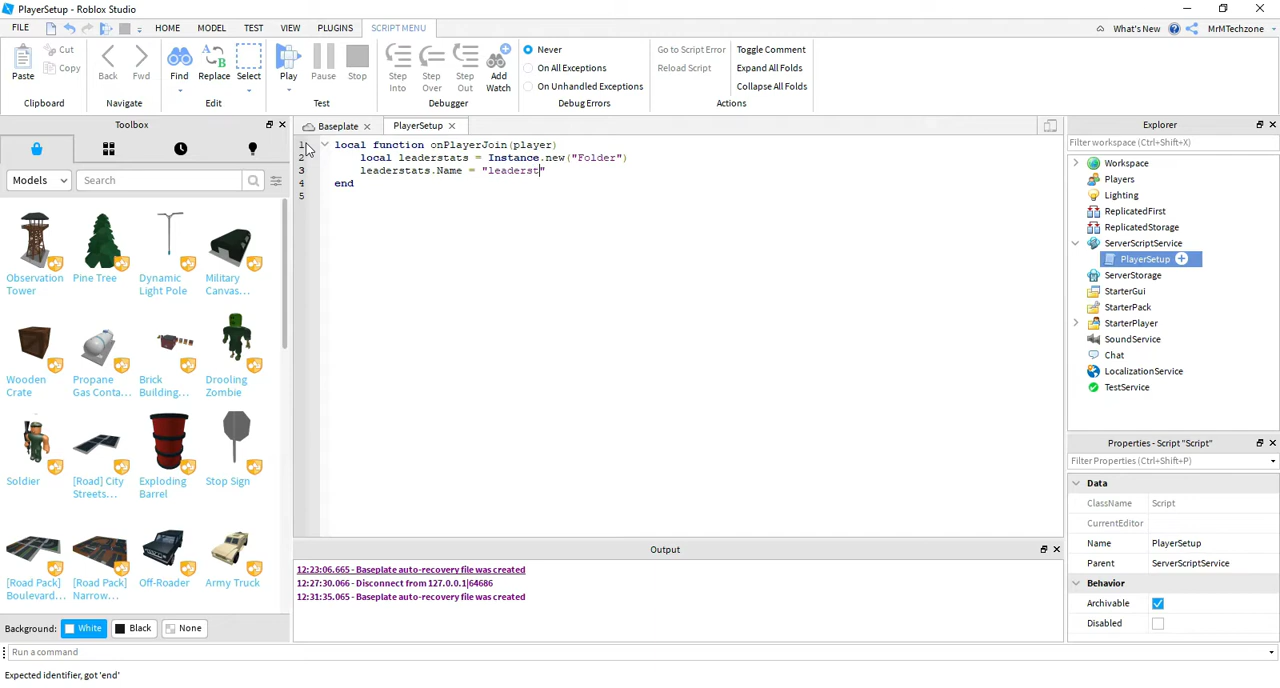 PlayerSetup - Roblox Studio
FILE HOME MODEL TEST VIEW PLUGINS SCRIPT MENU What's New MrMTechzone
Paste Cut Copy Back Fwd Find Replace Select Play Pause Stop Step Into Step Over Step Out Add Watch Never On All Exceptions On Unhandled Exceptions Go to Script Error Reload Script Toggle Comment Expand All Folds Collapse All Folds
Clipboard Navigate Edit Test Debugger Debug Errors Actions
Toolbox
Models Search
Observation Tower
Pine Tree
Dynamic Light Pole
Military Canvas...
Wooden Crate
Propane Gas Conta...
Brick Building...
Drooling Zombie
Soldier
[Road] City Streets...
Exploding Barrel
Stop Sign
[Road Pack] Boulevard...
[Road Pack] Narrow...
Off-Roader
Army Truck
Background: White Black None
Baseplate PlayerSetup
1 local function onPlayerJoin(player)
2 local leaderstats = Instance.new("Folder")
3 leaderstats.Name = "leaderst"
4 end
5
Output
12:23:06.665 - Baseplate auto-recovery file was created
12:27:30.066 - Disconnect from 127.0.0.1|64686
12:31:35.065 - Baseplate auto-recovery file was created
Explorer
Filter workspace (Ctrl+Shift+X)
Workspace
Players
Lighting
ReplicatedFirst
ReplicatedStorage
ServerScriptService
PlayerSetup
ServerStorage
StarterGui
StarterPack
StarterPlayer
SoundService
Chat
LocalizationService
TestService
Properties - Script "Script"
Filter Properties (Ctrl+Shift+P)
Data
ClassName Script
CurrentEditor
Name PlayerSetup
Parent ServerScriptService
Behavior
Archivable
Disabled
Run a command
Expected identifier, got 'end'